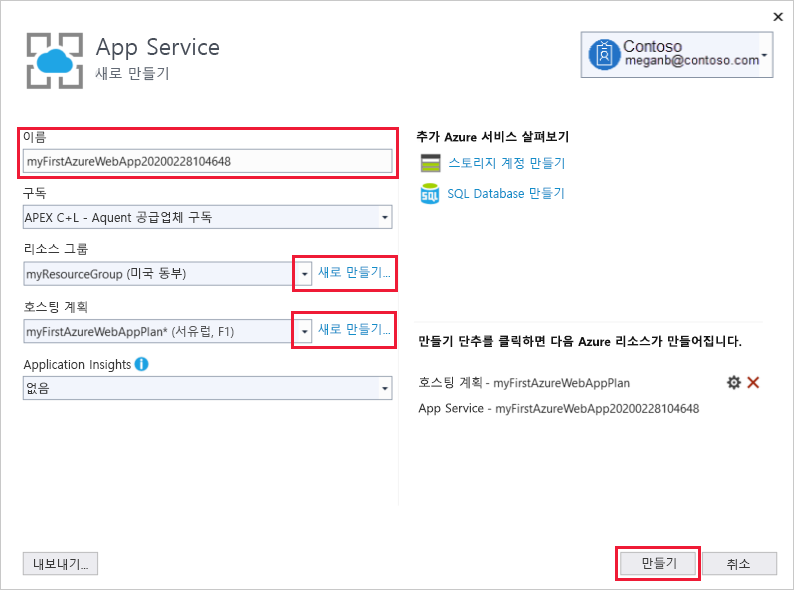 App Service
새로 만들기
Contoso
meganb@contoso.com
이름
myFirstAzureWebApp20200228104648
구독
APEX C+L - Aquent 공급업체 구독
리소스 그룹
myResourceGroup (미국 동부)
새로 만들기...
호스팅 계획
myFirstAzureWebAppPlan* (서유럽, F1)
새로 만들기...
Application Insights
없음
추가 Azure 서비스 살펴보기
스토리지 계정 만들기
SQL Database 만들기
만들기 단추를 클릭하면 다음 Azure 리소스가 만들어집니다.
호스팅 계획 - myFirstAzureWebAppPlan
App Service - myFirstAzureWebApp20200228104648
내보내기...
만들기
취소